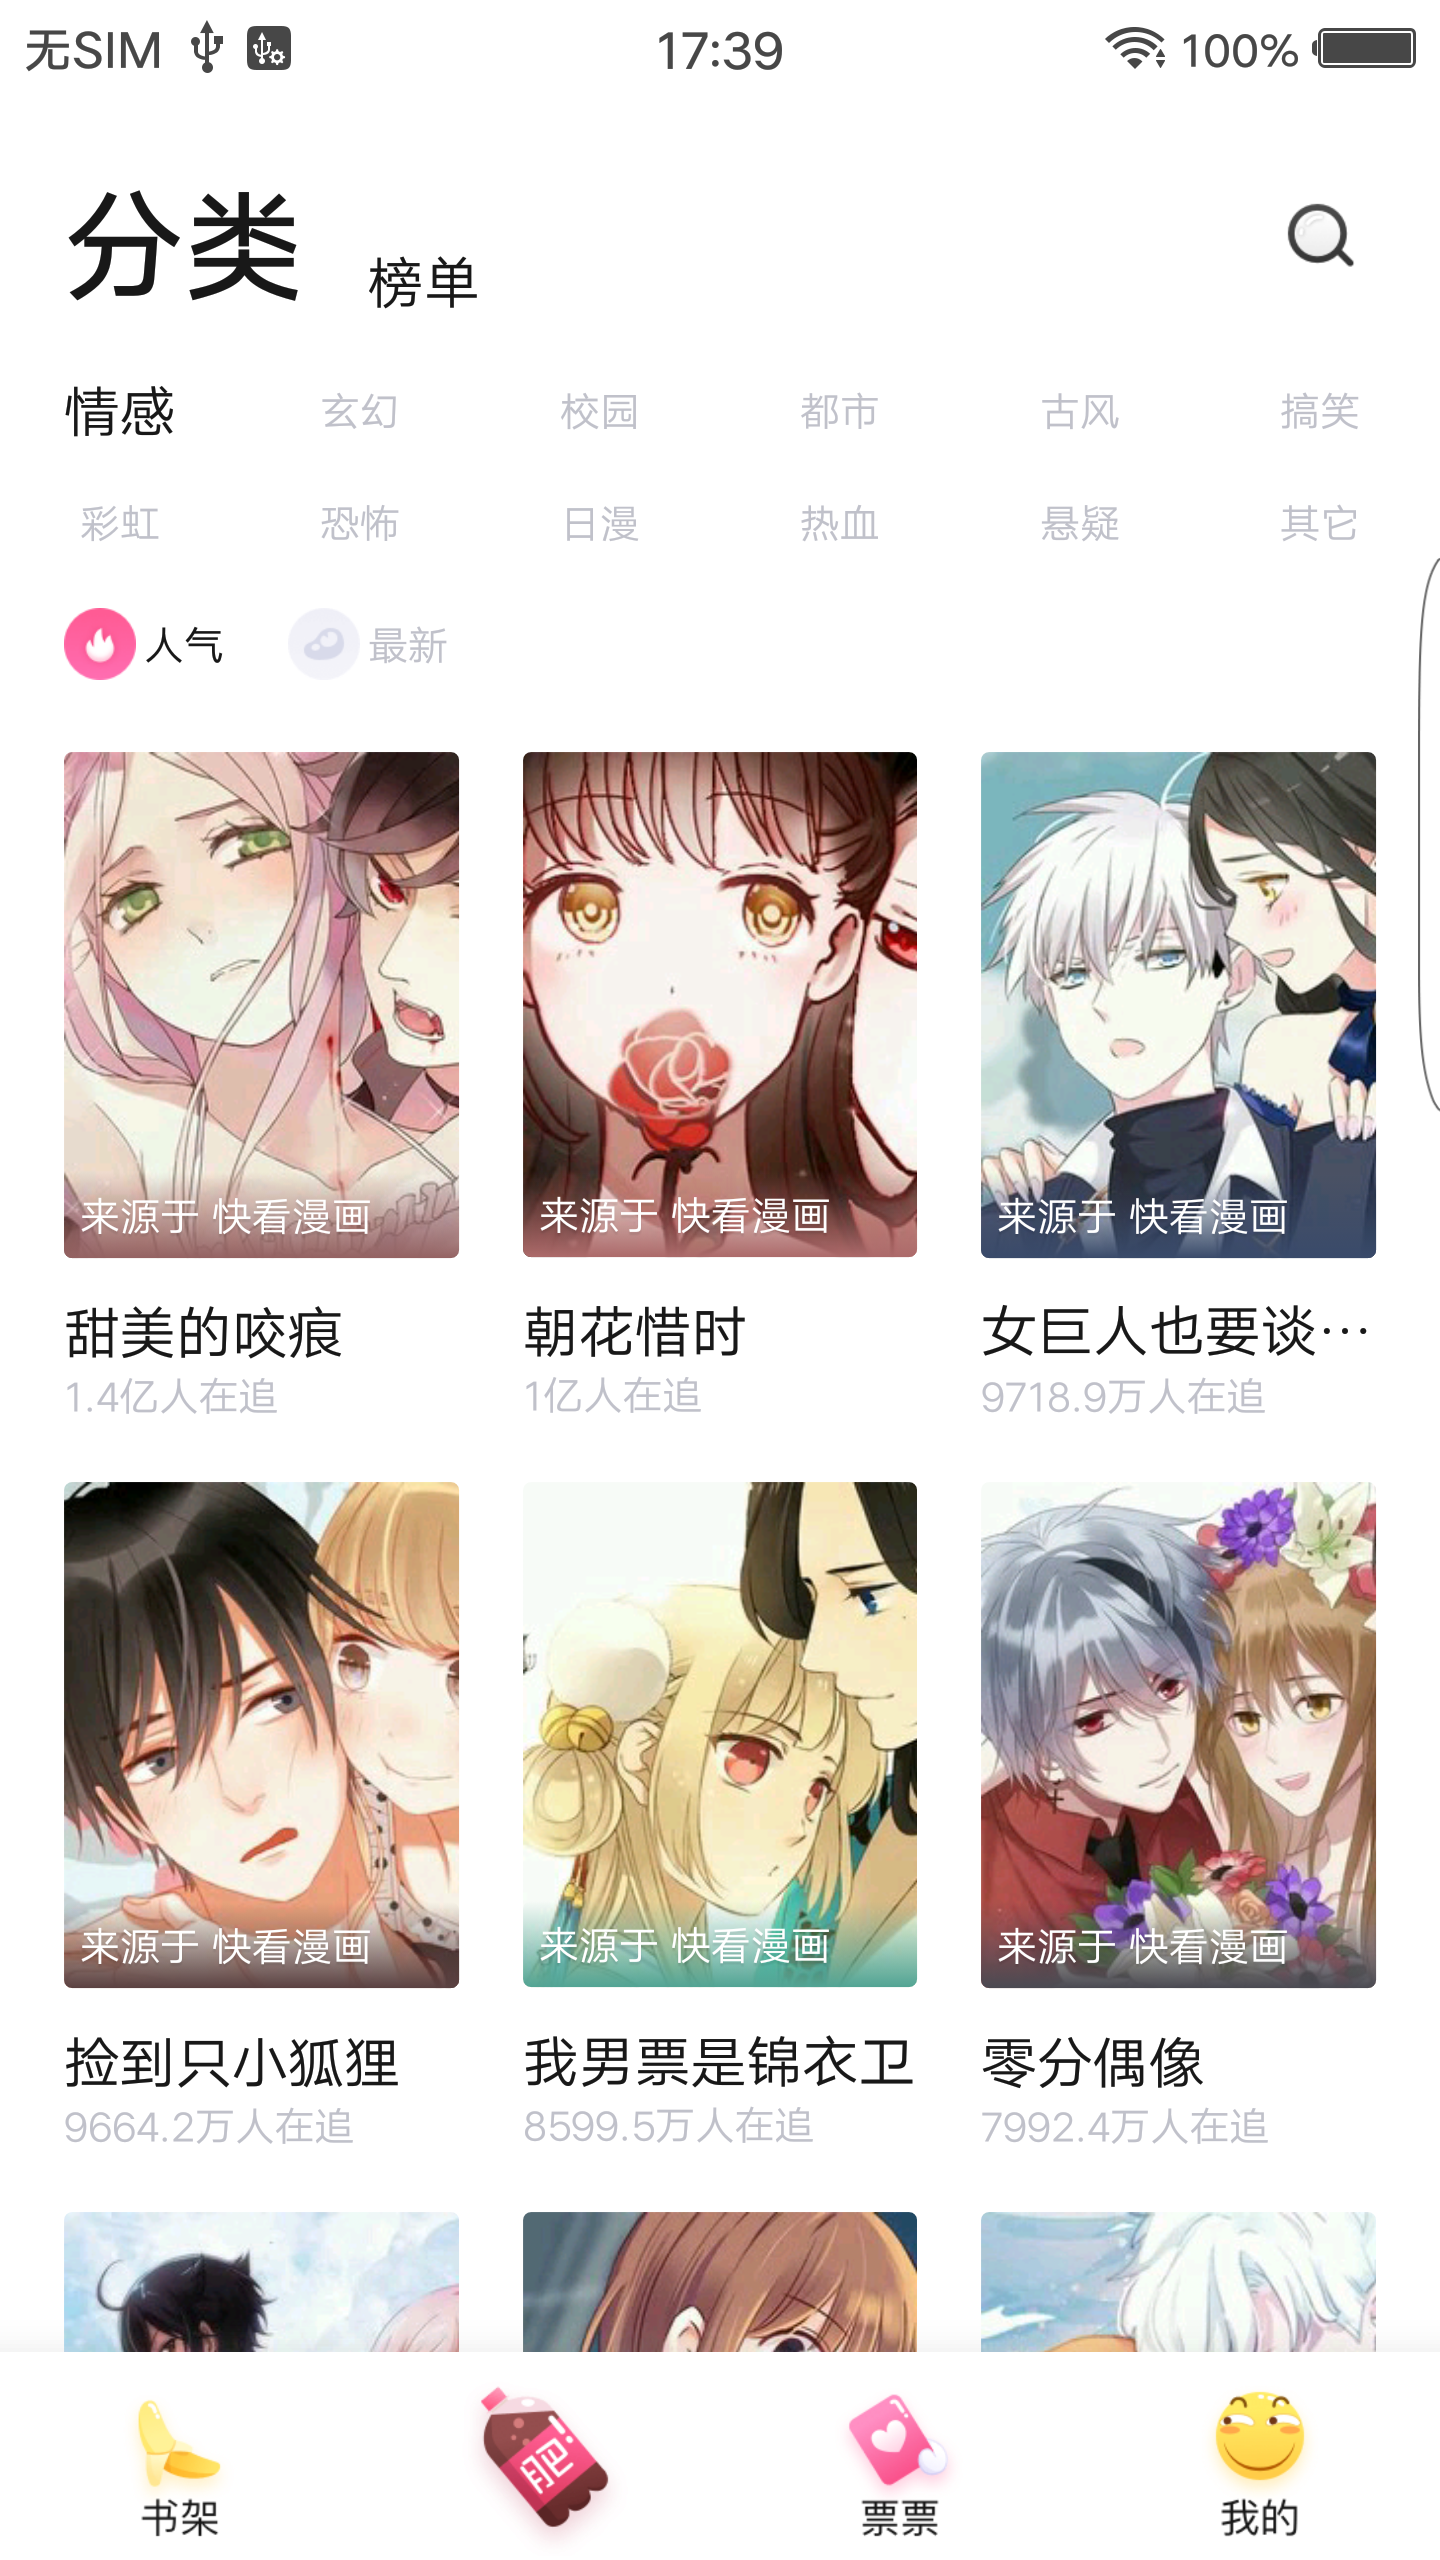 无SIM 17:39 100%
分类 榜单
情感 玄幻 校园 都市 古风 搞笑
彩虹 恐怖 日漫 热血 悬疑 其它
人气 最新
来源于 快看漫画 来源于 快看漫画 来源于 快看漫画
甜美的咬痕 朝花惜时 女巨人也要谈…
1.4亿人在追 1亿人在追 9718.9万人在追
来源于 快看漫画 来源于 快看漫画 来源于 快看漫画
捡到只小狐狸 我男票是锦衣卫 零分偶像
9664.2万人在追 8599.5万人在追 7992.4万人在追
肥!
书架 票票 我的